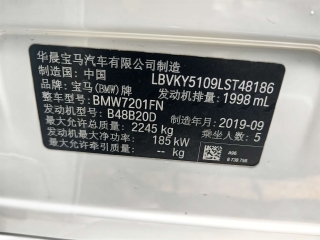 华晨宝马汽车有限公司制造
制造国：中国 LBVKY5109LST48186
品牌：宝马(BMW)牌 发动机排量：1998 mL
整车型号：BMW7201FN
发动机型号：B48B20D 制造年月：2019-09
最大允许总质量：2245 kg 乘坐人数：5
发动机最大净功率：185 kW
最大允许牵引质量：-- kg